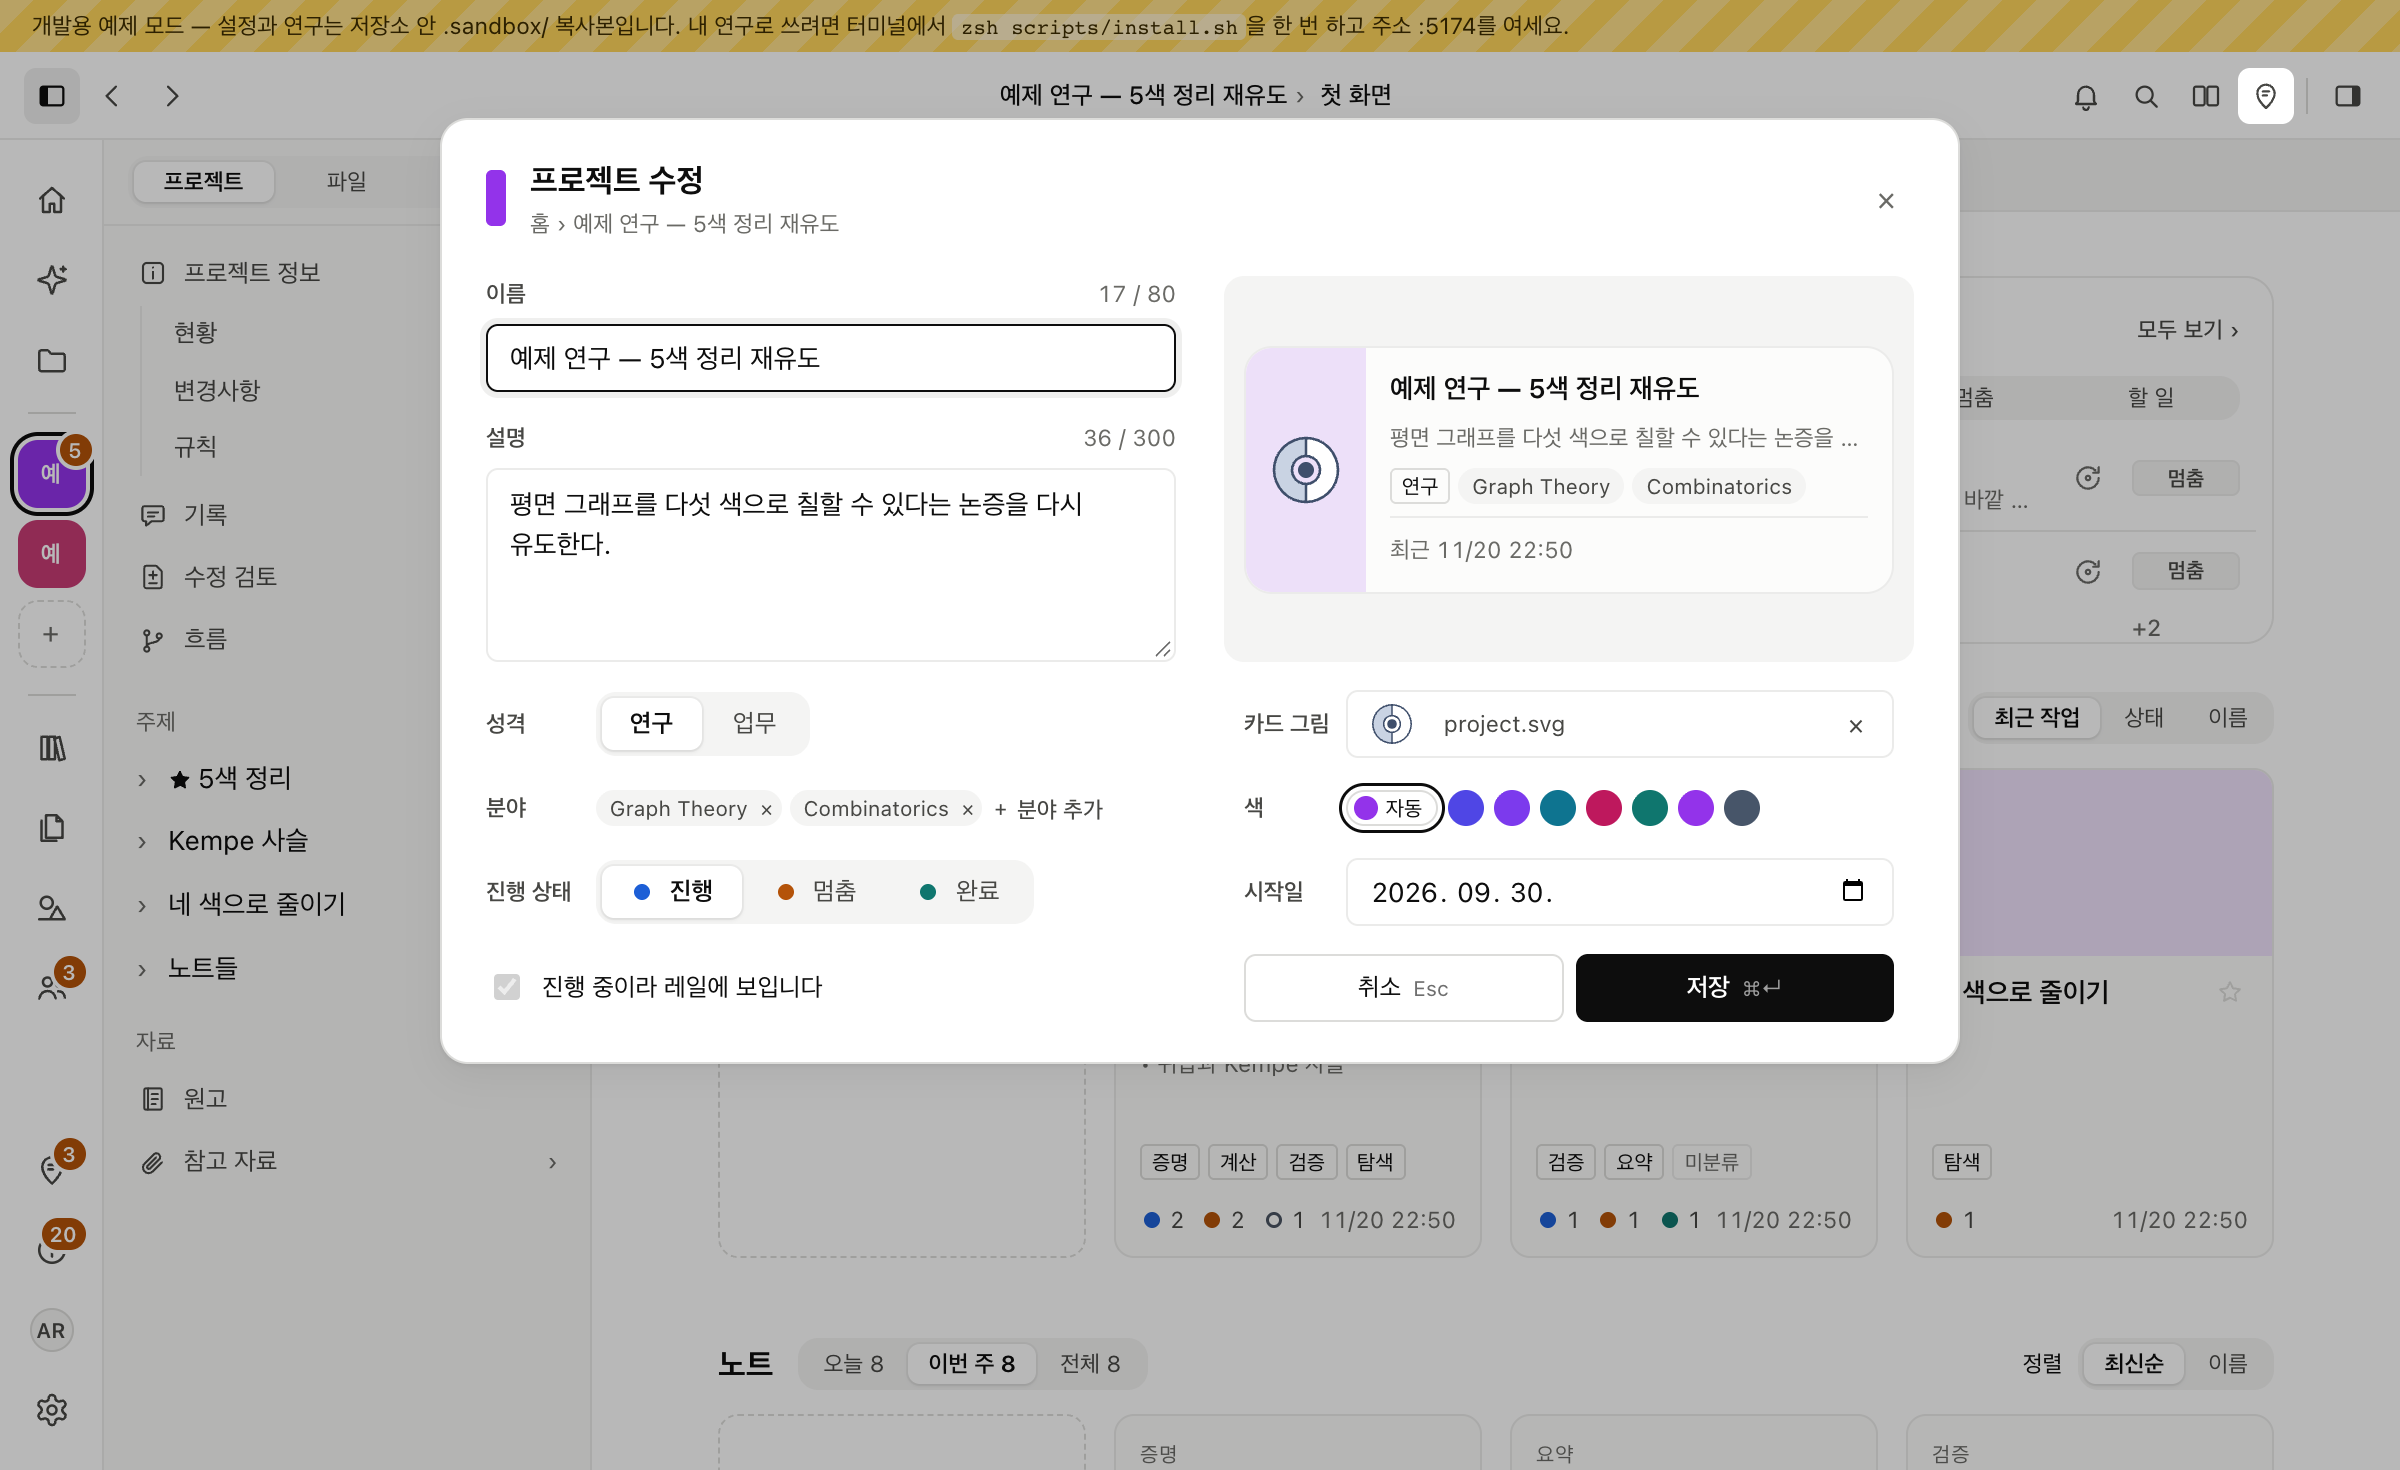 개발용 예제 모드 — 설정과 연구는 저장소 안 .sandbox/ 복사본입니다. 내 연구로 쓰려면 터미널에서 zsh scripts/install.sh을 한 번 하고 주소 :5174를 여세요.
예제 연구 — 5색 정리 재유도 › 첫 화면
프로젝트 파일
프로젝트 정보
현황
변경사항
규칙
기록
수정 검토
흐름
주제
› ★ 5색 정리
› Kempe 사슬
› 네 색으로 줄이기
› 노트들
자료
원고
참고 자료 ›
예 5
예
+
3
3
20
AR
프로젝트 수정
홈 › 예제 연구 — 5색 정리 재유도
×
이름 17 / 80
예제 연구 — 5색 정리 재유도
설명 36 / 300
평면 그래프를 다섯 색으로 칠할 수 있다는 논증을 다시
유도한다.
성격 연구 업무
분야 Graph Theory × Combinatorics × + 분야 추가
진행 상태 진행 멈춤 완료
진행 중이라 레일에 보입니다
예제 연구 — 5색 정리 재유도
평면 그래프를 다섯 색으로 칠할 수 있다는 논증을 ...
연구 Graph Theory Combinatorics
최근 11/20 22:50
카드 그림 project.svg ×
색 자동
시작일 2026. 09. 30.
취소 Esc 저장 ⌘↵
모두 보기 ›
멈춤 할 일
멈춤
바깥 ...
멈춤
+2
최근 작업 상태 이름
색으로 줄이기
증명 계산 검증 탐색
2 2 1 11/20 22:50
검증 요약 미분류
1 1 1 11/20 22:50
탐색
1 11/20 22:50
노트 오늘 8 이번 주 8 전체 8
정렬 최신순 이름
증명
요약
검증